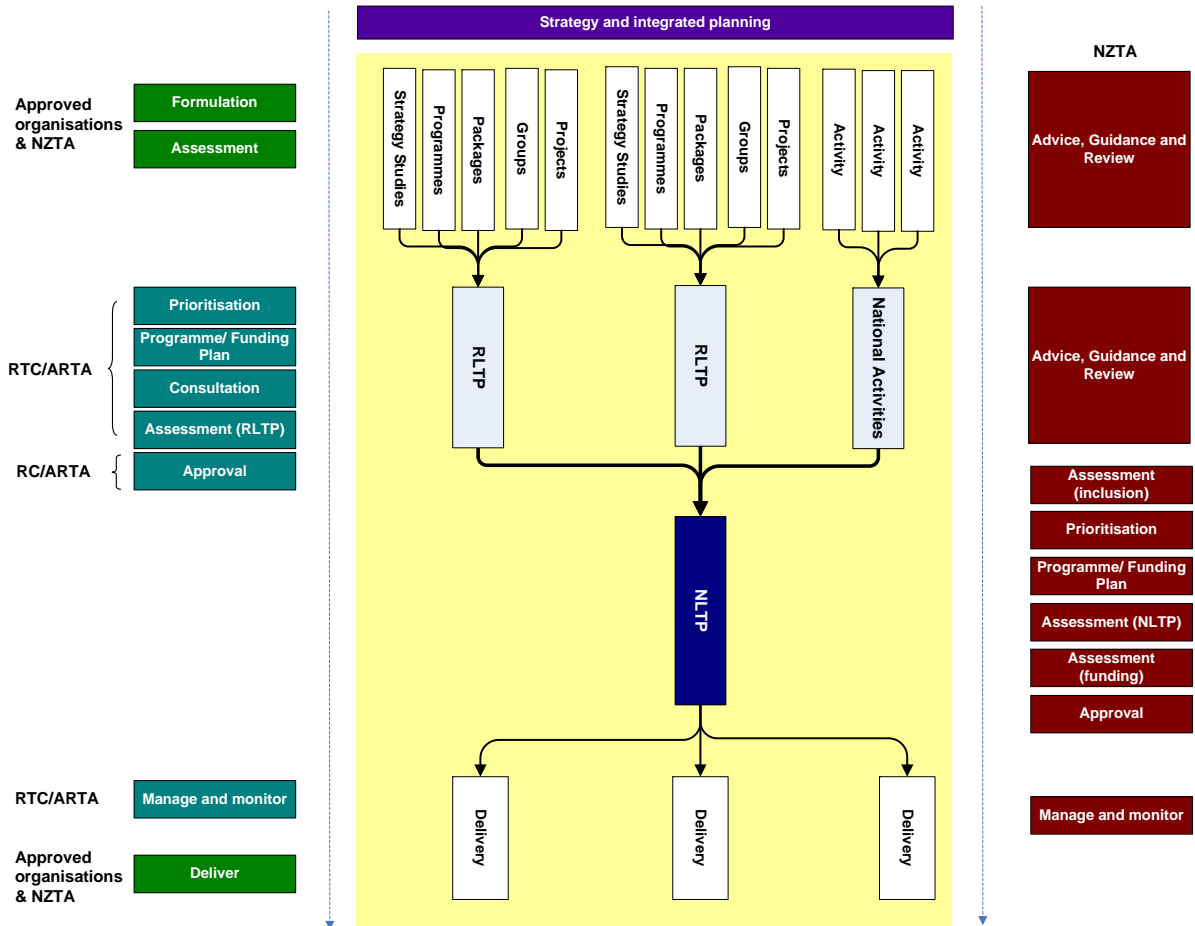 Strategy and integrated planning
NZTA
Approved
organisations
& NZTA
Formulation
Assessment
Strategy Studies
Programmes
Packages
Groups
Projects
Strategy Studies
Programmes
Packages
Groups
Projects
Activity
Activity
Activity
Advice, Guidance and
Review
RTC/ARTA
Prioritisation
Programme/ Funding
Plan
Consultation
Assessment (RLTP)
RC/ARTA
Approval
RLTP
RLTP
National Activities
Advice, Guidance and
Review
Assessment
(inclusion)
Prioritisation
Programme/ Funding
Plan
Assessment (NLTP)
Assessment
(funding)
Approval
NLTP
RTC/ARTA
Manage and monitor
Delivery
Delivery
Delivery
Manage and monitor
Approved
organisations
& NZTA
Deliver